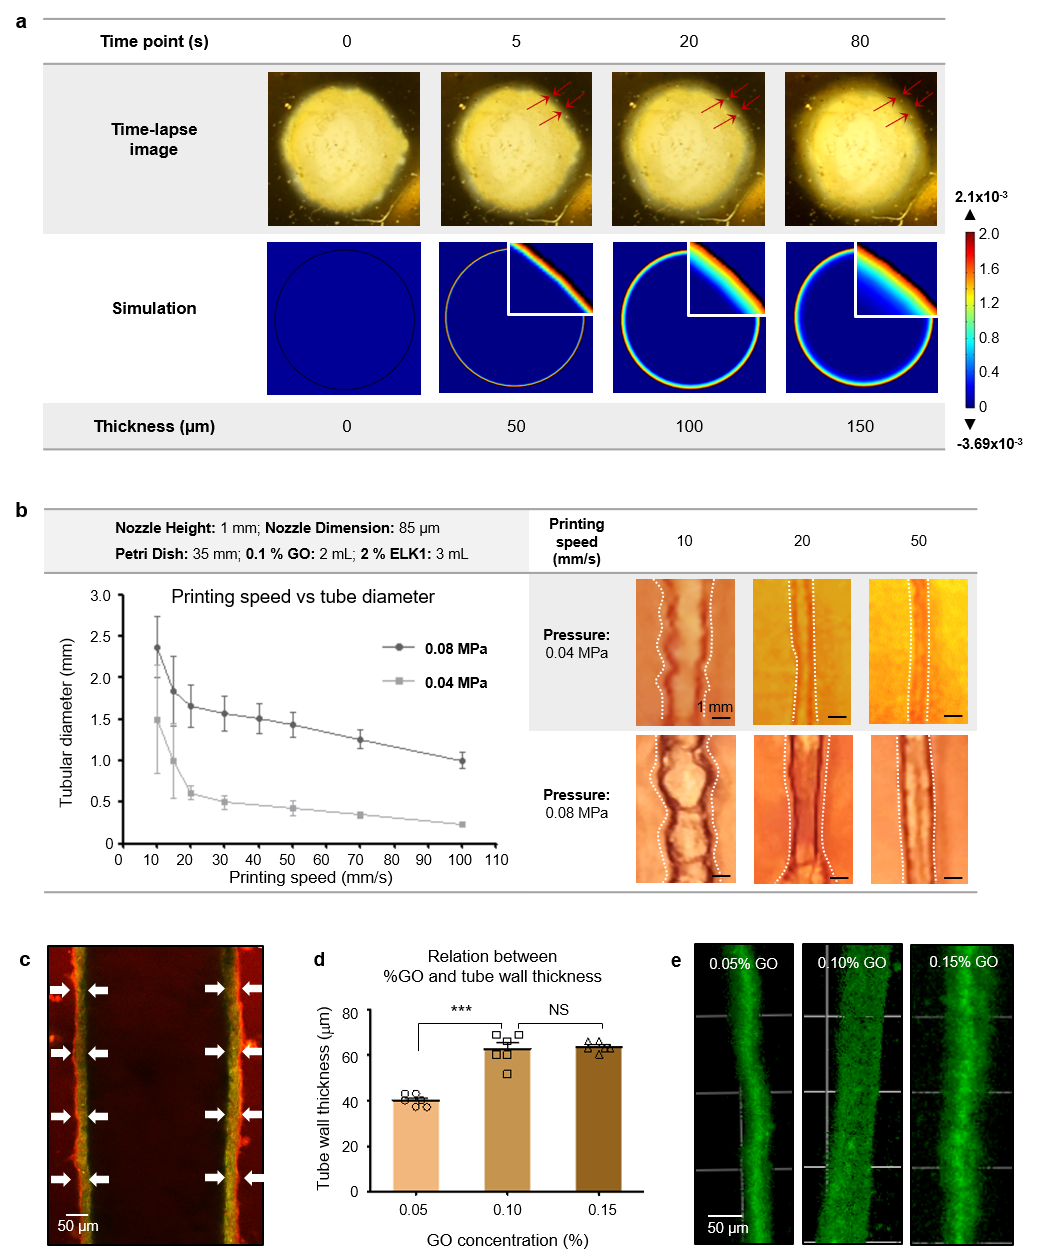 a
Time point (s) 0 5 20 80
Time-lapse
image
2.1x10-3
▲
2.0
1.6
1.2
0.8
0.4
0
▼
-3.69x10-3
Simulation
Thickness (μm) 0 50 100 150
b
Nozzle Height: 1 mm; Nozzle Dimension: 85 μm
Petri Dish: 35 mm; 0.1 % GO: 2 mL; 2 % ELK1: 3 mL
Printing
speed
(mm/s)
10 20 50
Printing speed vs tube diameter
0.08 MPa
0.04 MPa
Tubular diameter (mm)
3.0
2.5
2.0
1.5
1.0
0.5
0
0 10 20 30 40 50 60 70 80 90 100 110
Printing speed (mm/s)
Pressure:
0.04 MPa
1 mm
Pressure:
0.08 MPa
c
50 μm
d
Relation between
%GO and tube wall thickness
*** NS
Tube wall thickness (μm)
80
60
40
20
0
0.05 0.10 0.15
GO concentration (%)
e
0.05% GO 0.10% GO 0.15% GO
50 μm